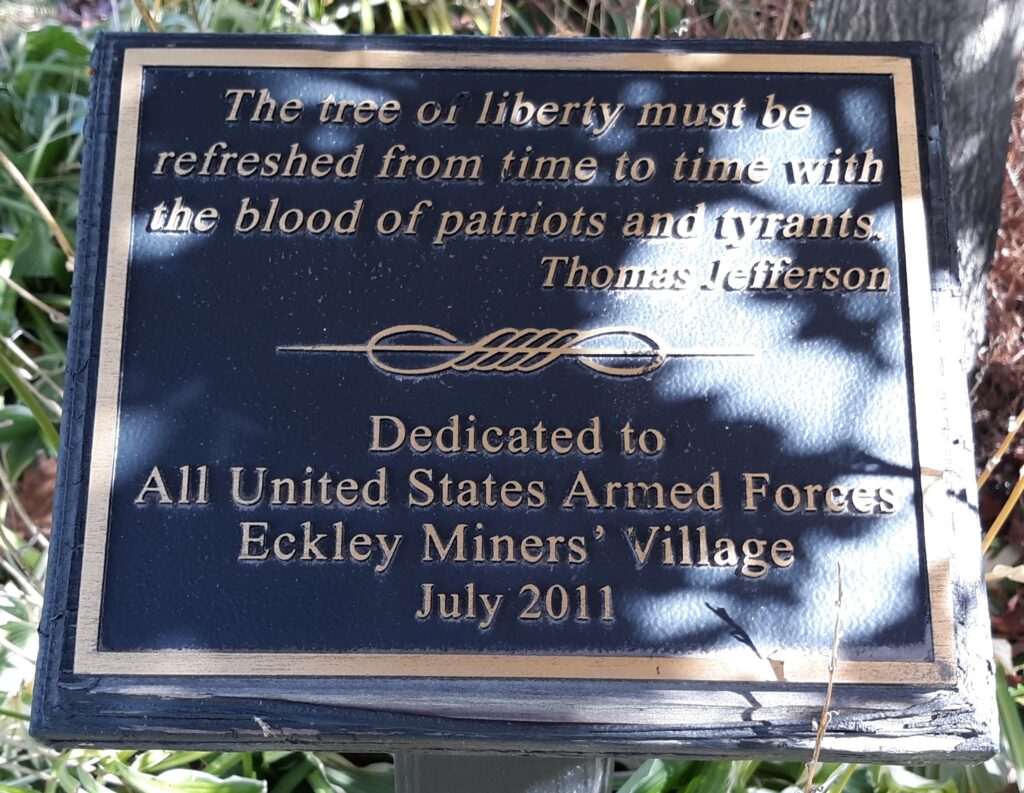 The tree of liberty must be
refreshed from time to time with
the blood of patriots and tyrants.
Thomas Jefferson
Dedicated to
All United States Armed Forces
Eckley Miners' Village
July 2011